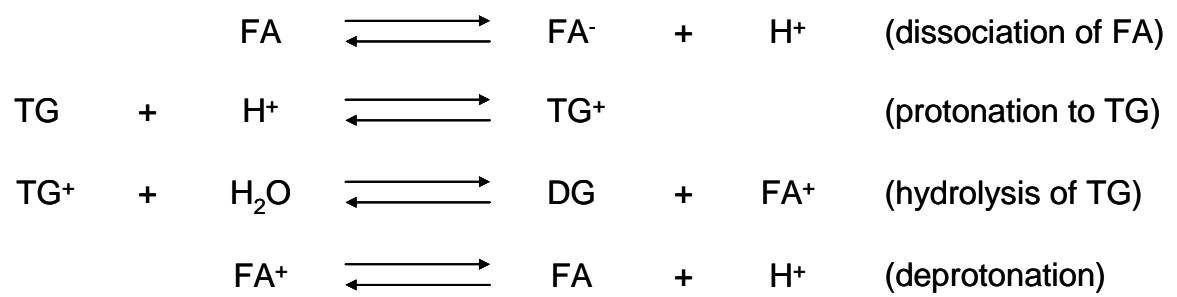 FA ⇌ FA⁻ + H⁺ (dissociation of FA)
TG + H⁺ ⇌ TG⁺ (protonation to TG)
TG⁺ + H₂O ⇌ DG + FA⁺ (hydrolysis of TG)
FA⁺ ⇌ FA + H⁺ (deprotonation)